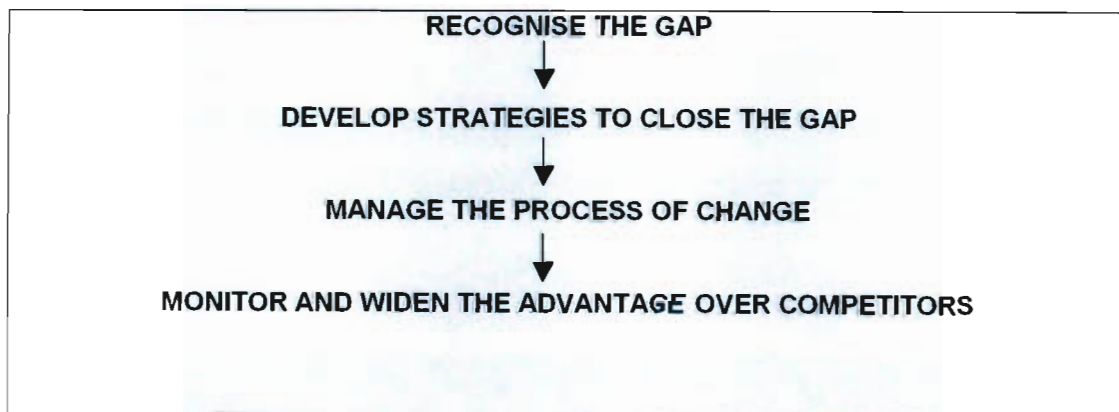 RECOGNISE THE GAP
DEVELOP STRATEGIES TO CLOSE THE GAP
MANAGE THE PROCESS OF CHANGE
MONITOR AND WIDEN THE ADVANTAGE OVER COMPETITORS